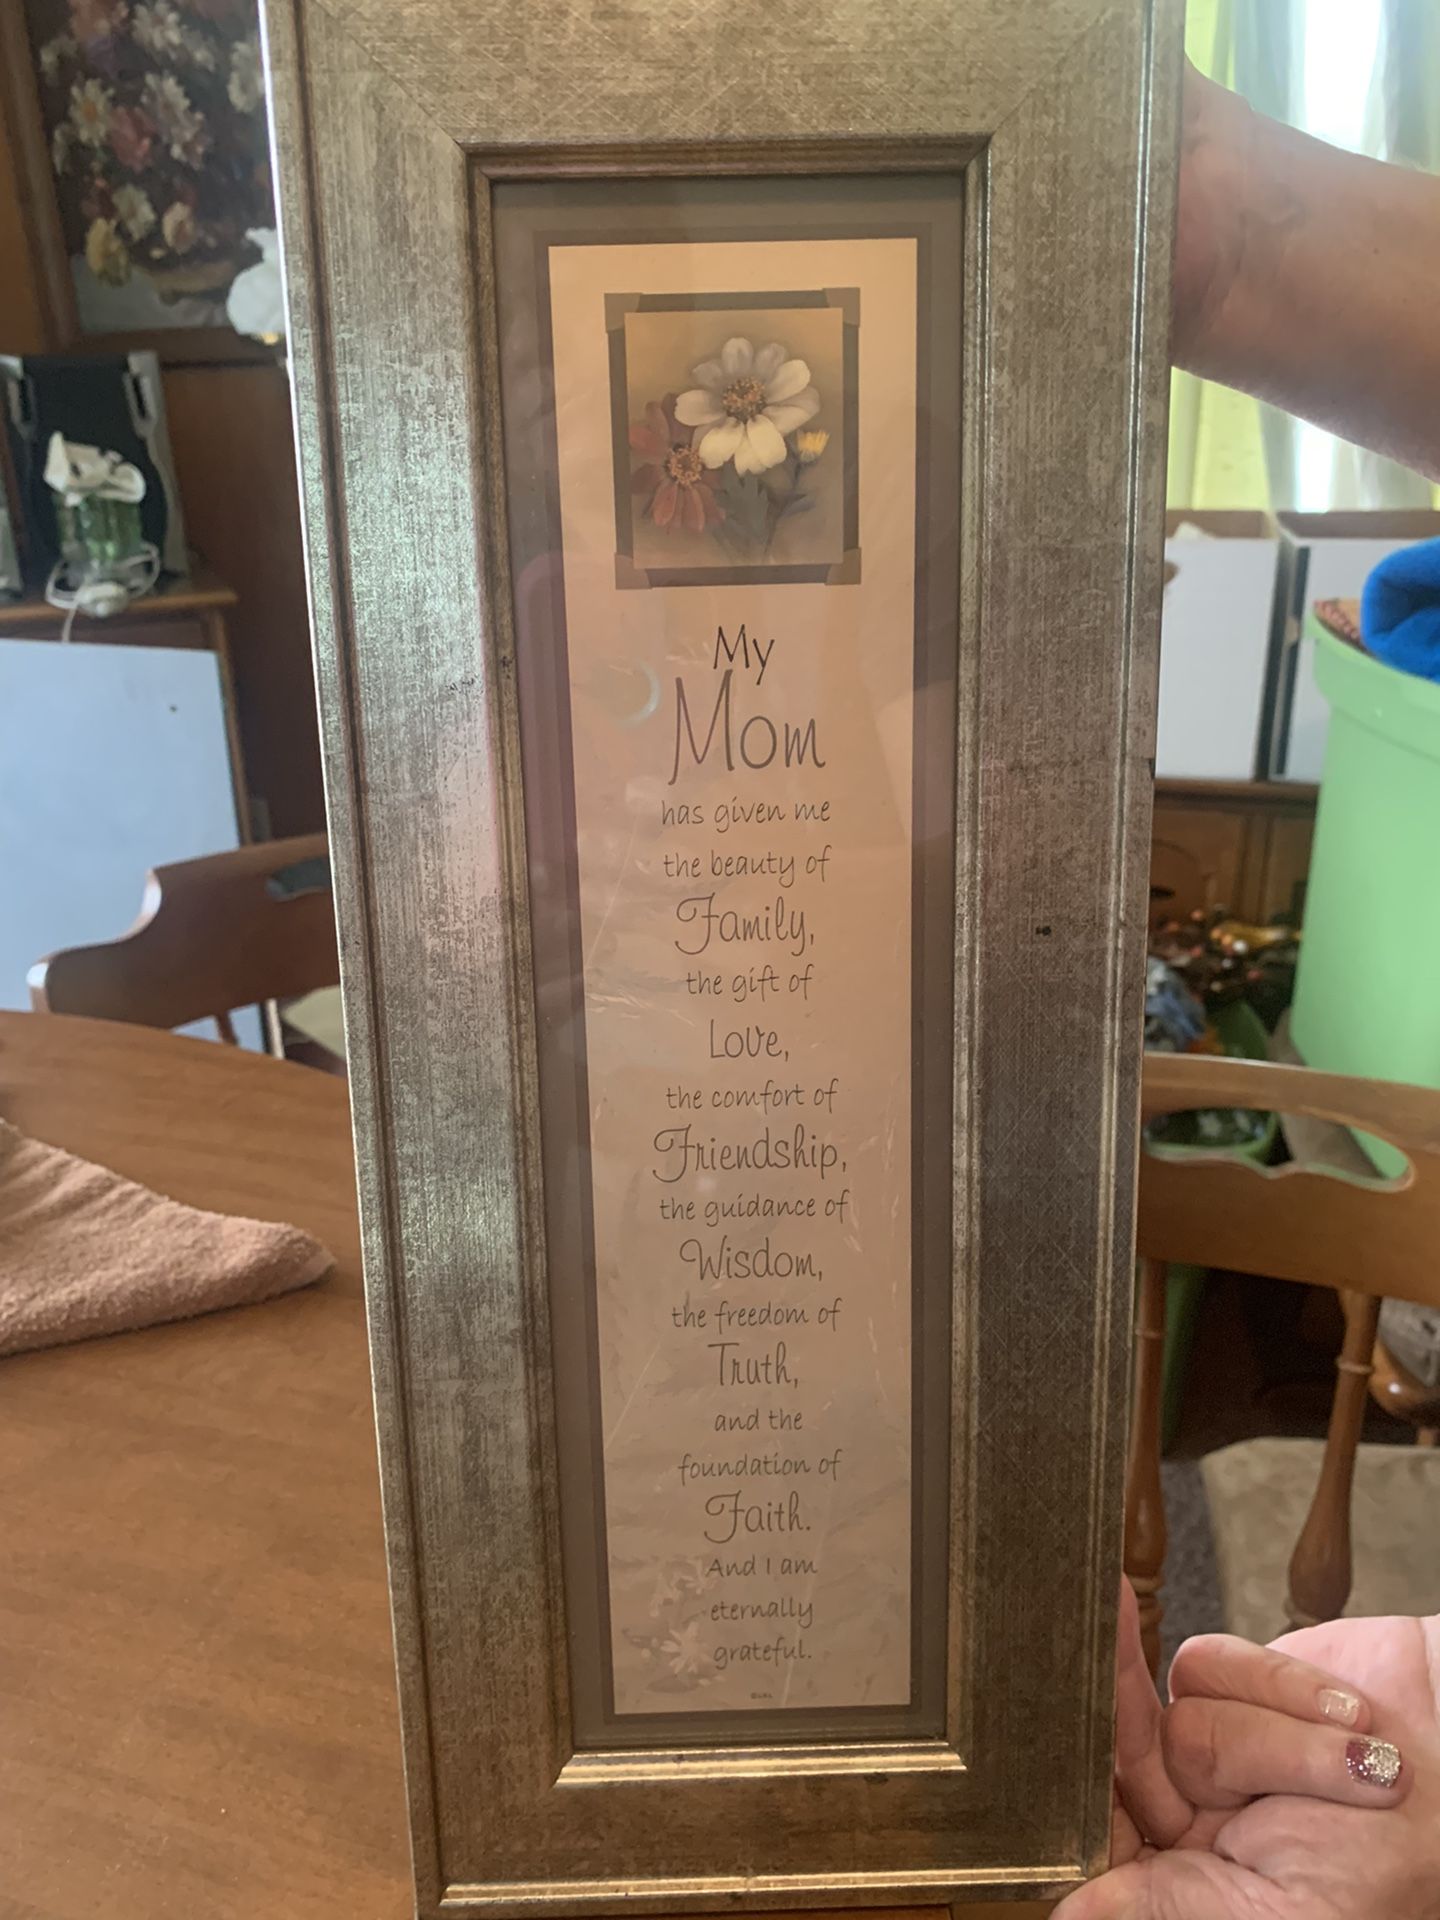 My
Mom
has given me
the beauty of
Family,
the gift of
Love,
the comfort of
Friendship,
the guidance of
Wisdom,
the freedom of
Truth,
and the
foundation of
Faith.
And I am
eternally
grateful.